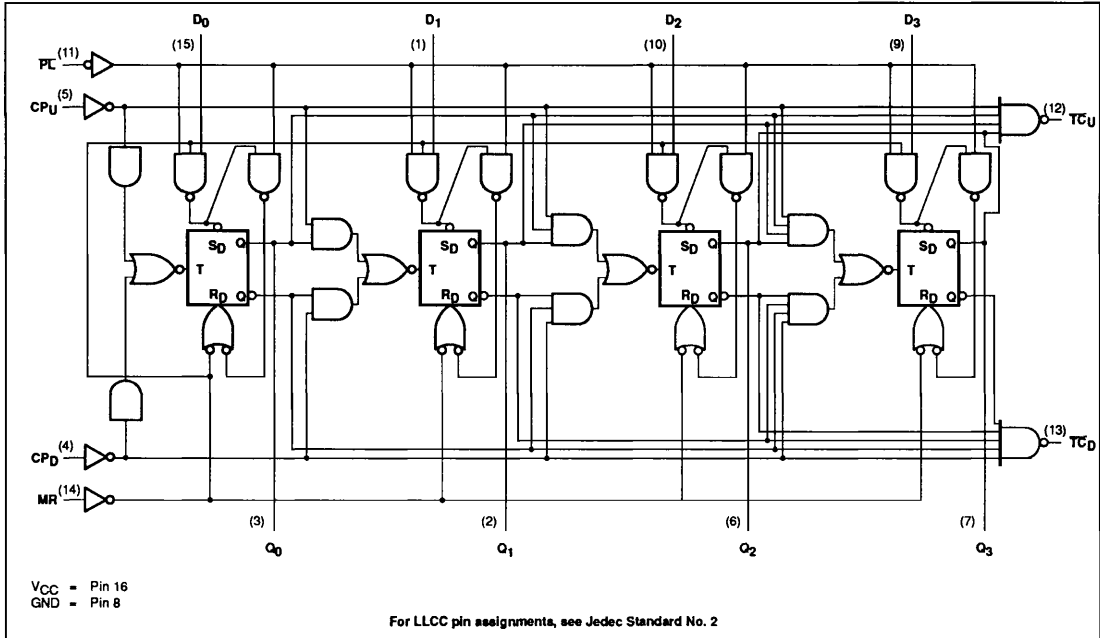 D0 D1 D2 D3
(15) (1) (10) (9)
PL (11)
CPU (5)
(12) TCU
SD Q SD Q SD Q SD Q
T T T T
RD Q RD Q RD Q RD Q
CPD (4)
(13) TCD
MR (14)
(3) (2) (6) (7)
Q0 Q1 Q2 Q3
VCC = Pin 16
GND = Pin 8
For LLCC pin assignments, see Jedec Standard No. 2